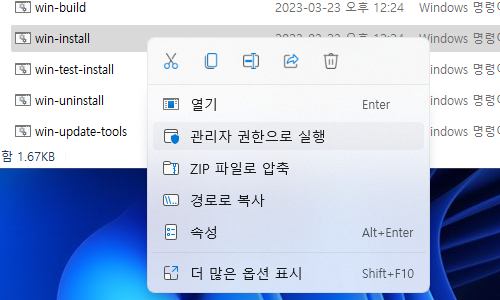 win-build 2023-03-23 오후 12:24 Windows 명령어
win-install 2023-03-23 오후 12:24 Windows 명령어
win-test-install Windows 명령어
win-uninstall Windows 명령어
win-update-tools Windows 명령어
함 1.67KB
열기 Enter
관리자 권한으로 실행
ZIP 파일로 압축
경로로 복사
속성 Alt+Enter
더 많은 옵션 표시 Shift+F10